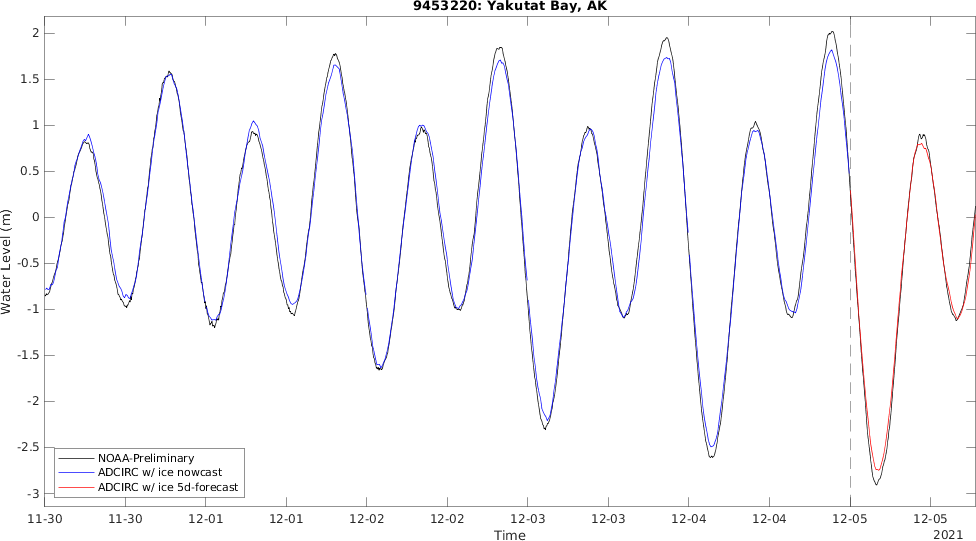 9453220: Yakutat Bay, AK
2
1.5
1
0.5
0
-0.5
-1
-1.5
-2
-2.5
-3
Water Level (m)
NOAA-Preliminary
ADCIRC w/ ice nowcast
ADCIRC w/ ice 5d-forecast
11-30 11-30 12-01 12-01 12-02 12-02 12-03 12-03 12-04 12-04 12-05 12-05
Time
2021